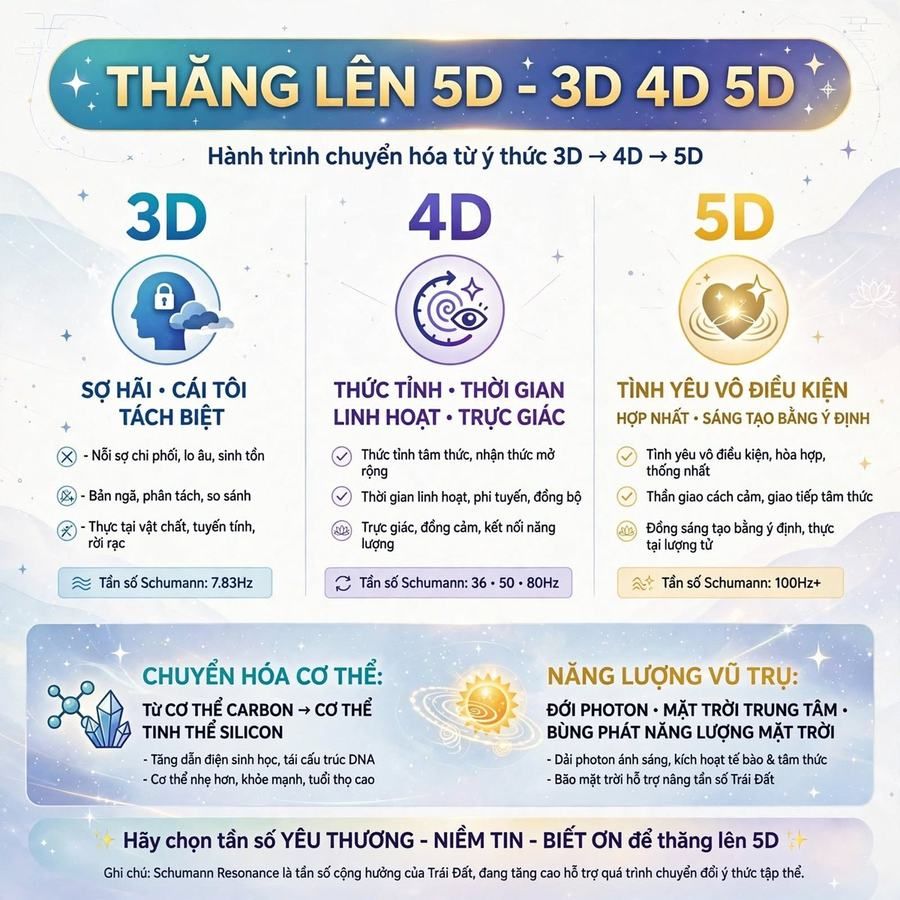 THĂNG LÊN 5D - 3D 4D 5D
Hành trình chuyển hóa từ ý thức 3D → 4D → 5D
3D
SỢ HÃI • CÁI TÔI
TÁCH BIỆT
- Nỗi sợ chi phối, lo âu, sinh tồn
- Bản ngã, phân tách, so sánh
- Thực tại vật chất, tuyến tính,
rời rạc
Tần số Schumann: 7.83Hz
4D
THỨC TỈNH • THỜI GIAN
LINH HOẠT • TRỰC GIÁC
Thức tỉnh tâm thức, nhận thức mở
rộng
Thời gian linh hoạt, phi tuyến, đồng bộ
Trực giác, đồng cảm, kết nối năng
lượng
Tần số Schumann: 36 • 50 • 80Hz
5D
TÌNH YÊU VÔ ĐIỀU KIỆN
HỢP NHẤT • SÁNG TẠO BẰNG Ý ĐỊNH
Tình yêu vô điều kiện, hòa hợp,
thống nhất
Thần giao cách cảm, giao tiếp tâm thức
Đồng sáng tạo bằng ý định, thực
tại lượng tử
Tần số Schumann: 100Hz+
CHUYỂN HÓA CƠ THỂ:
TỪ CƠ THỂ CARBON → CƠ THỂ
TINH THỂ SILICON
- Tăng dẫn điện sinh học, tái cấu trúc DNA
- Cơ thể nhẹ hơn, khỏe mạnh, tuổi thọ cao
NĂNG LƯỢNG VŨ TRỤ:
ĐỚI PHOTON • MẶT TRỜI TRUNG TÂM •
BÙNG PHÁT NĂNG LƯỢNG MẶT TRỜI
- Dải photon ánh sáng, kích hoạt tế bào & tâm thức
- Bão mặt trời hỗ trợ nâng tần số Trái Đất
Hãy chọn tần số YÊU THƯƠNG - NIỀM TIN - BIẾT ƠN để thăng lên 5D
Ghi chú: Schumann Resonance là tần số cộng hưởng của Trái Đất, đang tăng cao hỗ trợ quá trình chuyển đổi ý thức tập thể.